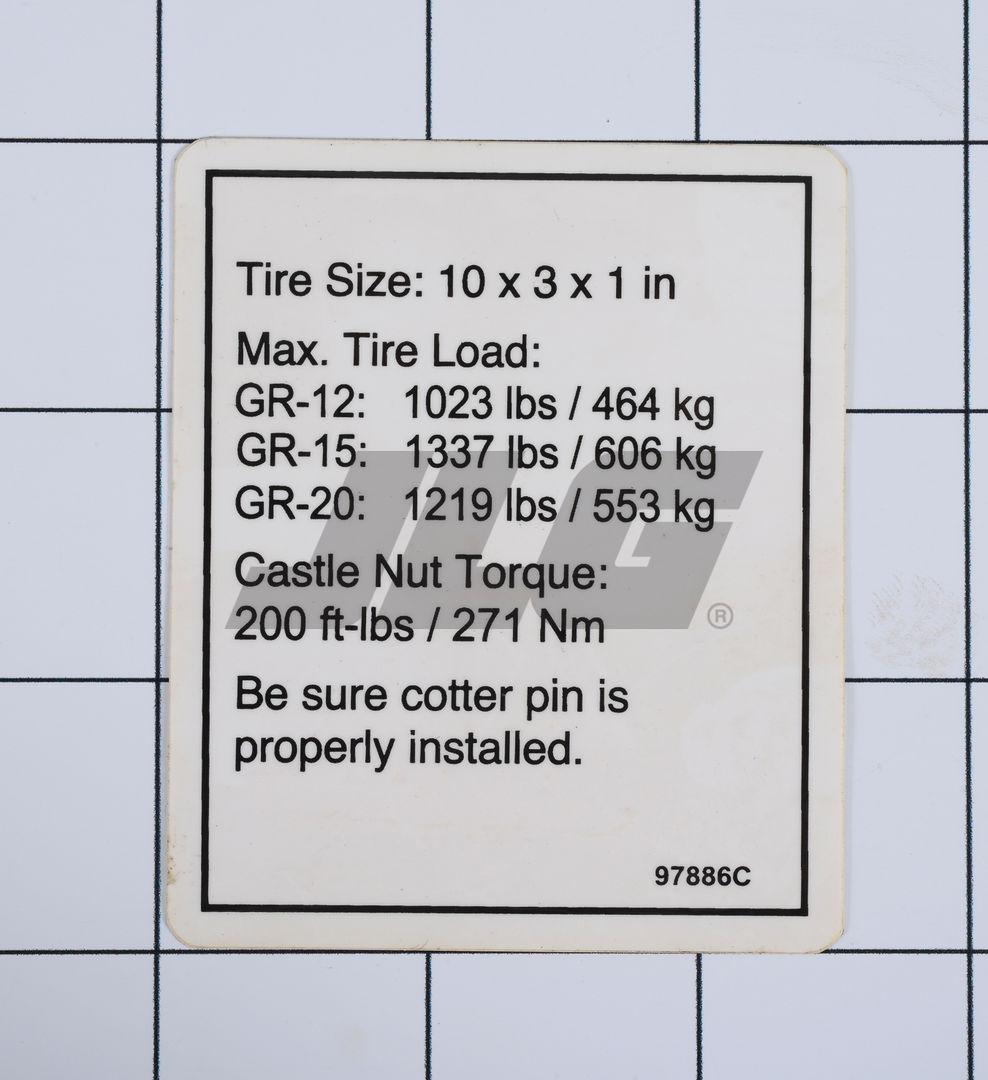 Tire Size: 10 x 3 x 1 in
Max. Tire Load:
GR-12: 1023 lbs / 464 kg
GR-15: 1337 lbs / 606 kg
GR-20: 1219 lbs / 553 kg
Castle Nut Torque:
200 ft-lbs / 271 Nm
Be sure cotter pin is
properly installed.
97886C
JLG®